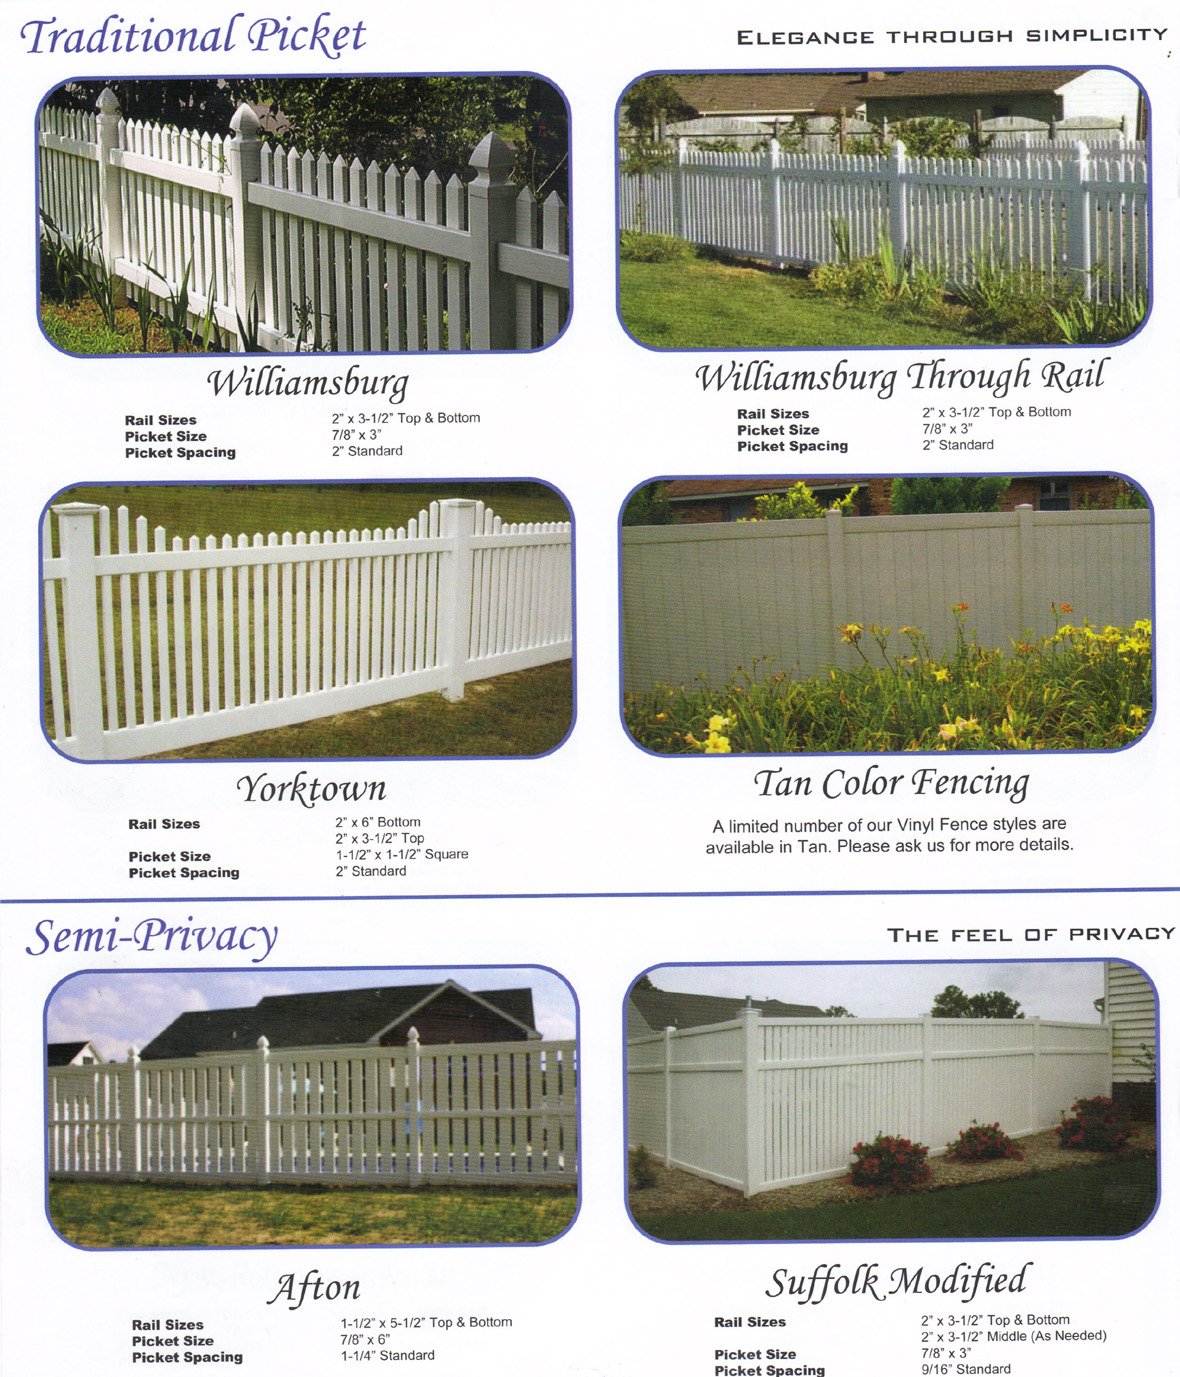 Traditional Picket
ELEGANCE THROUGH SIMPLICITY
Williamsburg
Rail Sizes 2" x 3-1/2" Top & Bottom
Picket Size 7/8" x 3"
Picket Spacing 2" Standard
Williamsburg Through Rail
Rail Sizes 2" x 3-1/2" Top & Bottom
Picket Size 7/8" x 3"
Picket Spacing 2" Standard
Yorktown
Rail Sizes 2" x 6" Bottom
2" x 3-1/2" Top
Picket Size 1-1/2" x 1-1/2" Square
Picket Spacing 2" Standard
Tan Color Fencing
A limited number of our Vinyl Fence styles are
available in Tan. Please ask us for more details.
Semi-Privacy
THE FEEL OF PRIVACY
Afton
Rail Sizes 1-1/2" x 5-1/2" Top & Bottom
Picket Size 7/8" x 6"
Picket Spacing 1-1/4" Standard
Suffolk Modified
Rail Sizes 2" x 3-1/2" Top & Bottom
2" x 3-1/2" Middle (As Needed)
Picket Size 7/8" x 3"
Picket Spacing 9/16" Standard